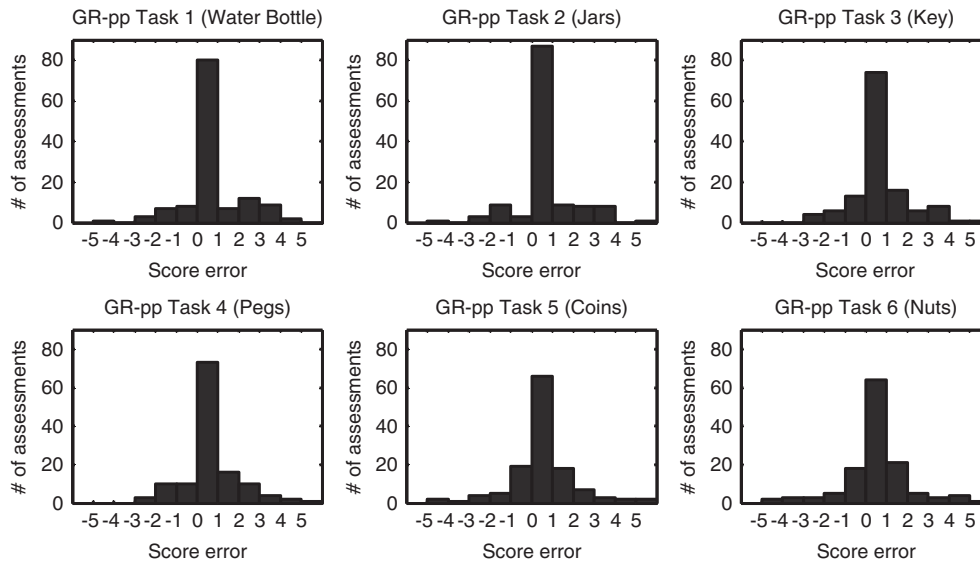 GR-pp Task 1 (Water Bottle)
# of assessments
80
60
40
20
0
-5 -4 -3 -2 -1 0 1 2 3 4 5
Score error
GR-pp Task 2 (Jars)
# of assessments
80
60
40
20
0
-5 -4 -3 -2 -1 0 1 2 3 4 5
Score error
GR-pp Task 3 (Key)
# of assessments
80
60
40
20
0
-5 -4 -3 -2 -1 0 1 2 3 4 5
Score error
GR-pp Task 4 (Pegs)
# of assessments
80
60
40
20
0
-5 -4 -3 -2 -1 0 1 2 3 4 5
Score error
GR-pp Task 5 (Coins)
# of assessments
80
60
40
20
0
-5 -4 -3 -2 -1 0 1 2 3 4 5
Score error
GR-pp Task 6 (Nuts)
# of assessments
80
60
40
20
0
-5 -4 -3 -2 -1 0 1 2 3 4 5
Score error